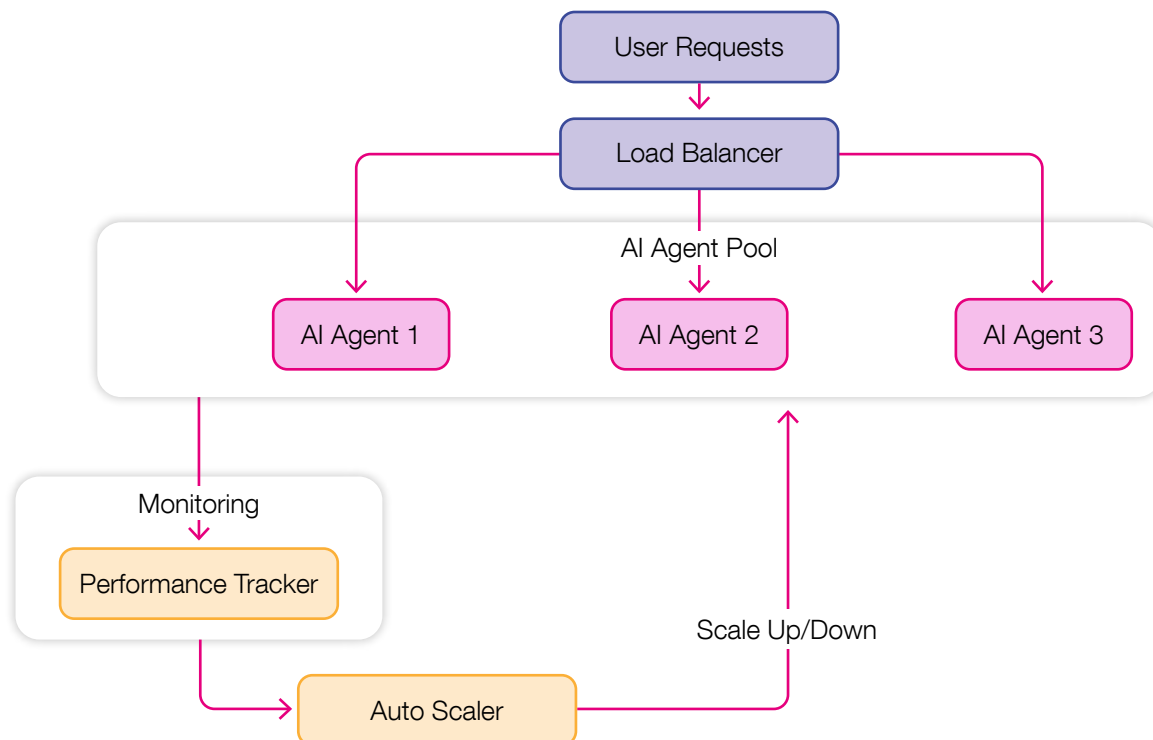 User Requests
Load Balancer
AI Agent Pool
AI Agent 1
AI Agent 2
AI Agent 3
Monitoring
Performance Tracker
Scale Up/Down
Auto Scaler